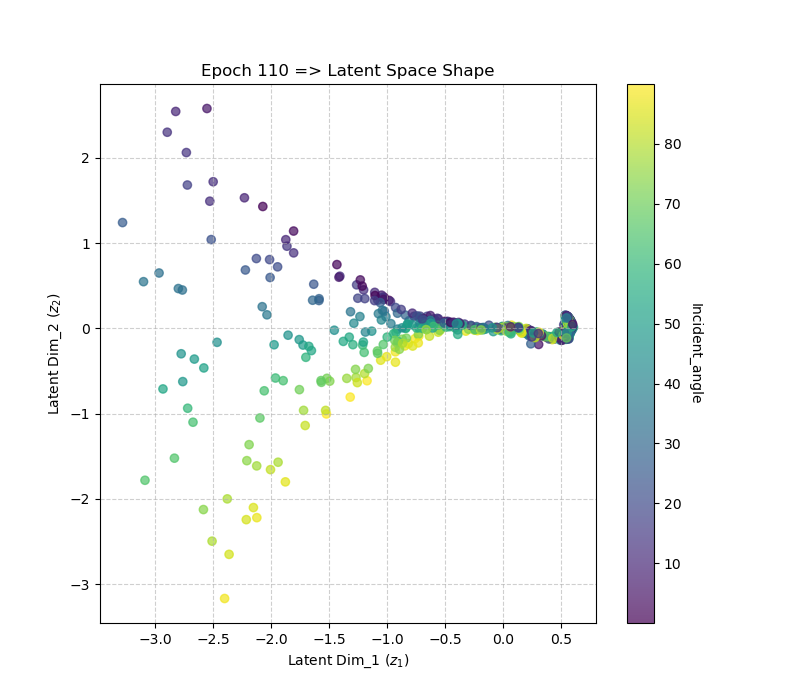 Epoch 110 => Latent Space Shape
2
1
0
−1
−2
−3
Latent Dim_2 (z₂)
−3.0 −2.5 −2.0 −1.5 −1.0 −0.5 0.0 0.5
Latent Dim_1 (z₁)
80
70
60
50
40
30
20
10
Incident_angle